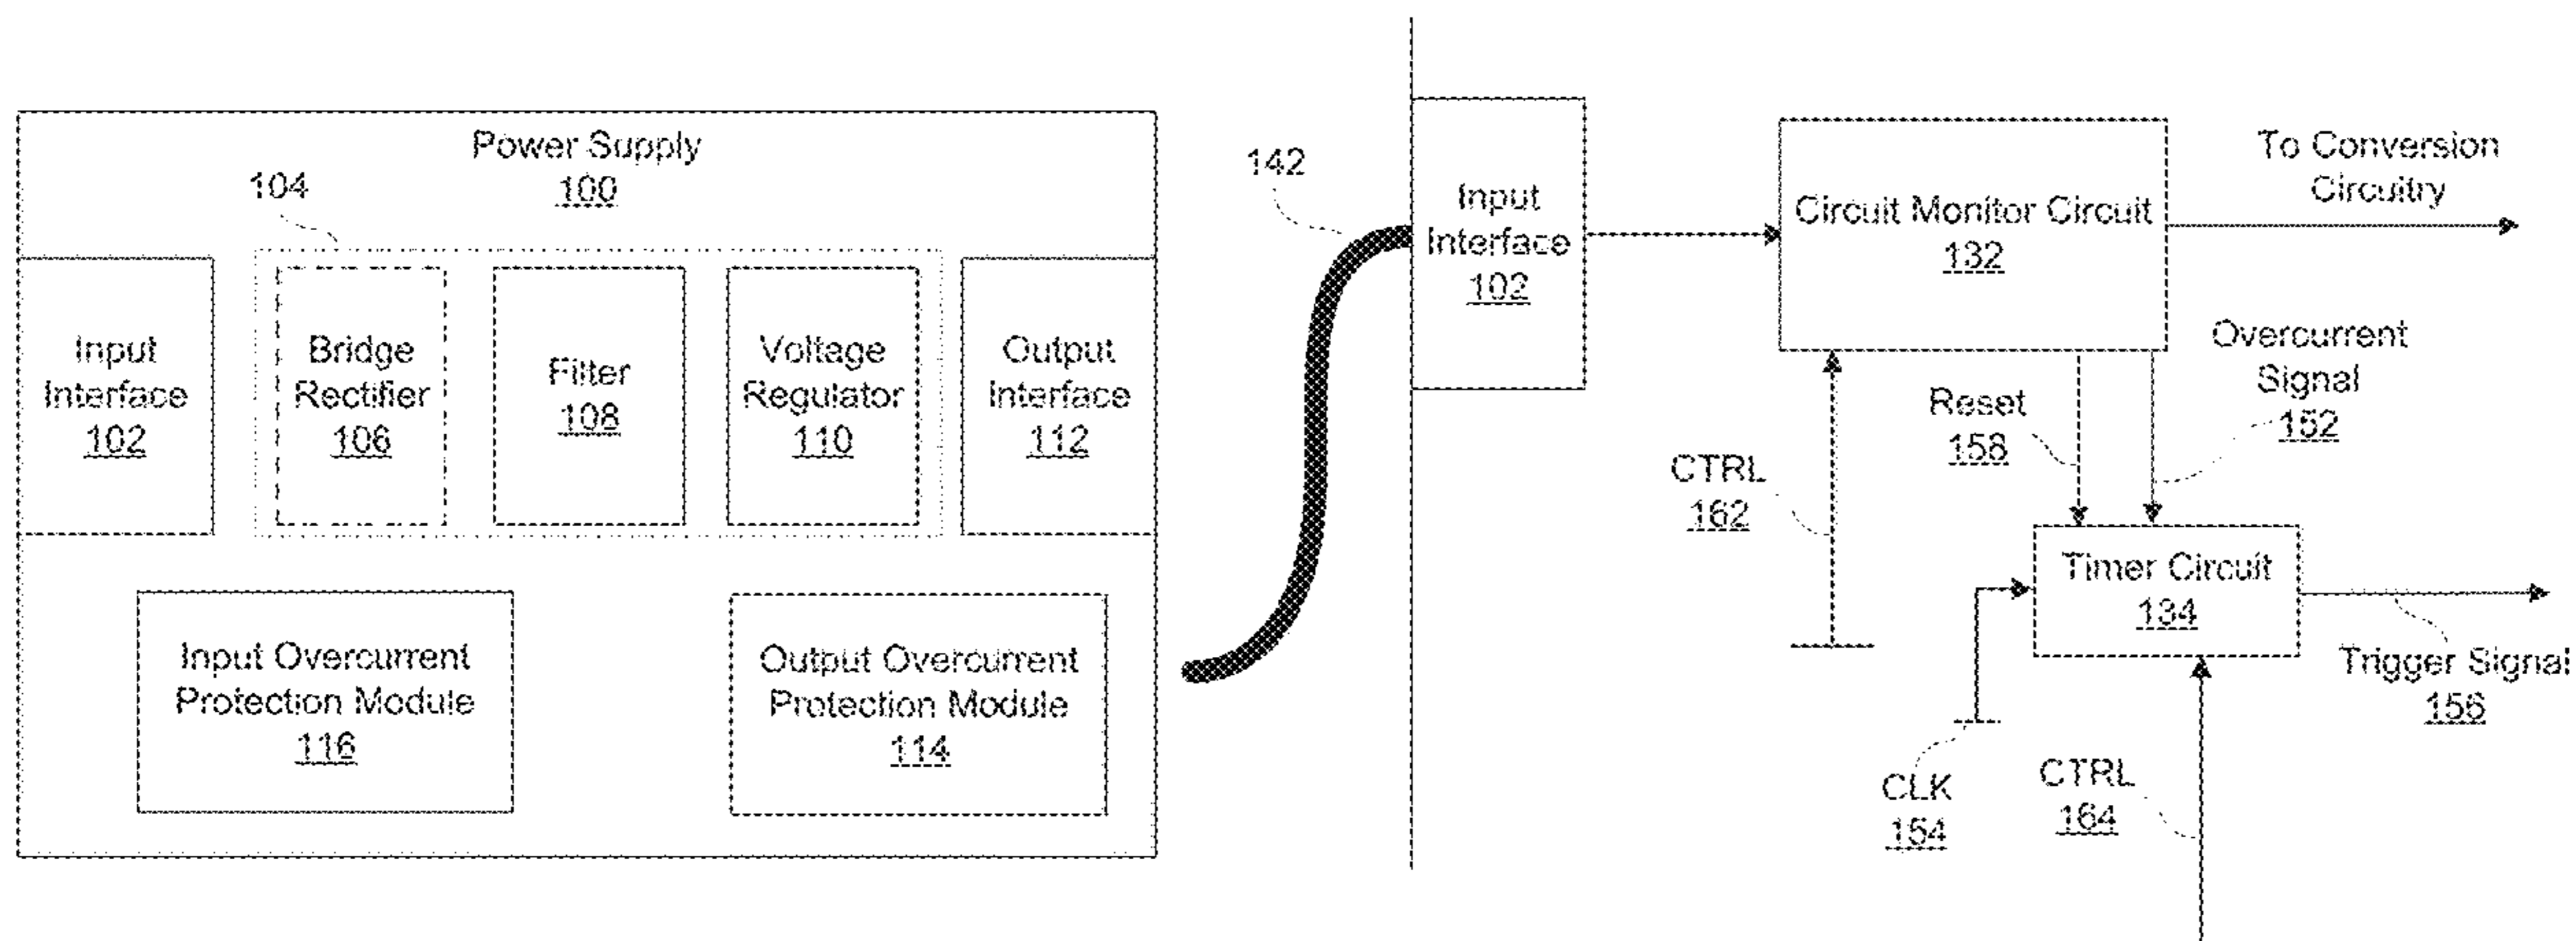 Power Supply
100
104
Input
Interface
102
Bridge
Rectifier
106
Filter
108
Voltage
Regulator
110
Output
Interface
112
Input Overcurrent
Protection Module
116
Output Overcurrent
Protection Module
114
142
Input
Interface
102
Circuit Monitor Circuit
132
To Conversion
Circuitry
Overcurrent
Signal
152
Reset
158
CTRL
162
Timer Circuit
134
Trigger Signal
156
CLK
154
CTRL
164